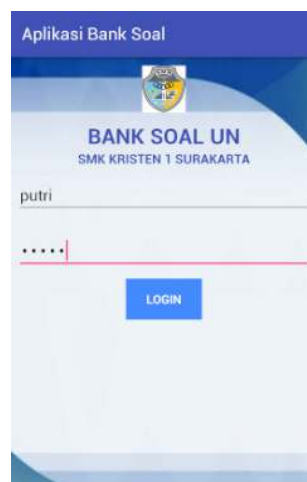 Aplikasi Bank Soal
BANK SOAL UN
SMK KRISTEN 1 SURAKARTA
putri
•••••
LOGIN